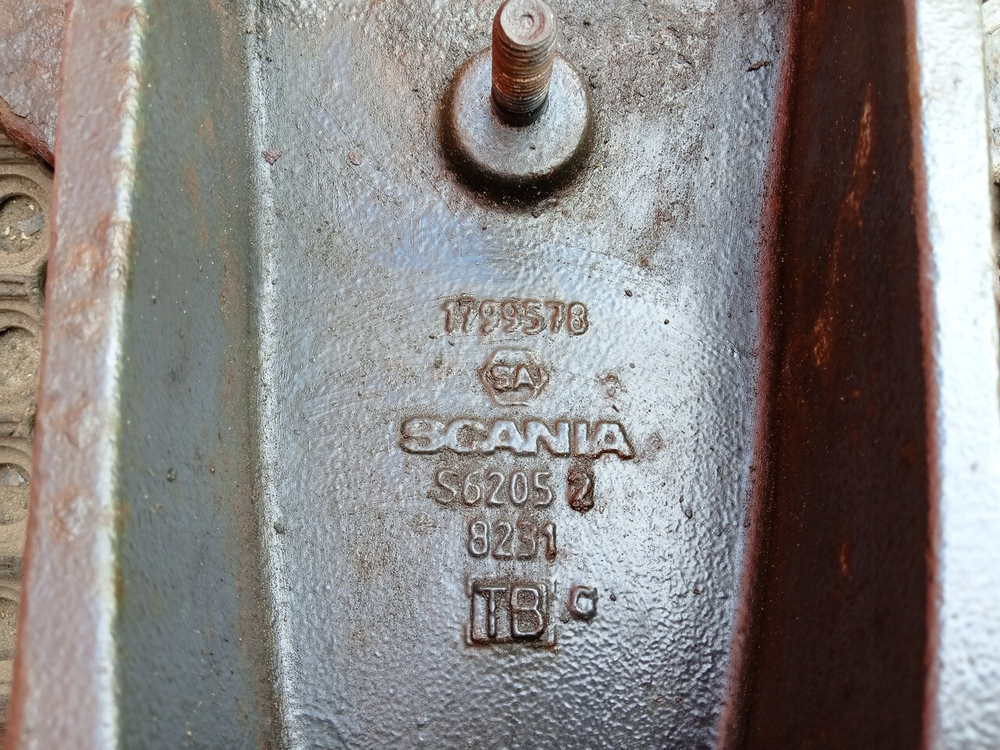 1799578
SA
SCANIA
S6205 2
8231
TB C